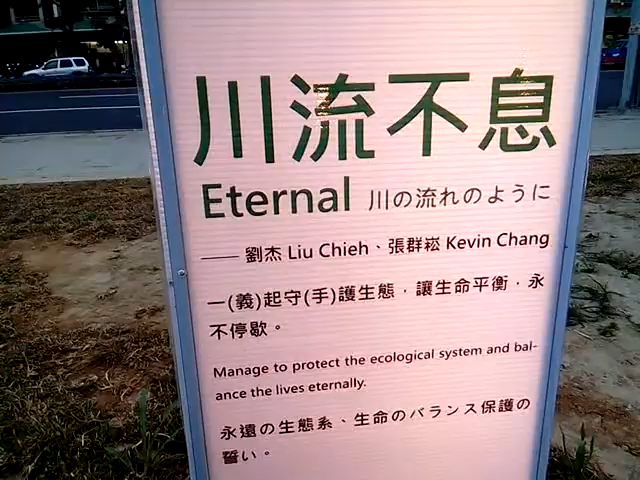 川流不息
Eternal 川の流れのように
—— 劉杰 Liu Chieh、張群崧 Kevin Chang
一(義)起守(手)護生態，讓生命平衡，永
不停歇。
Manage to protect the ecological system and bal-
ance the lives eternally.
永遠の生態系、生命のバランス保護の
誓い。